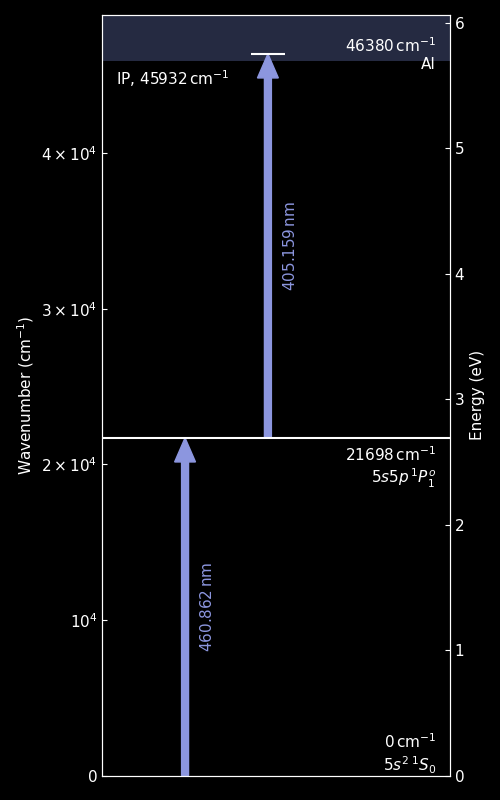 46380 cm⁻¹
AI
IP, 45932 cm⁻¹
405.159 nm
21698 cm⁻¹
5s5p ¹P₁ᵒ
460.862 nm
0 cm⁻¹
5s² ¹S₀
Wavenumber (cm⁻¹)
4 × 10⁴
3 × 10⁴
2 × 10⁴
10⁴
0
Energy (eV)
6
5
4
3
2
1
0